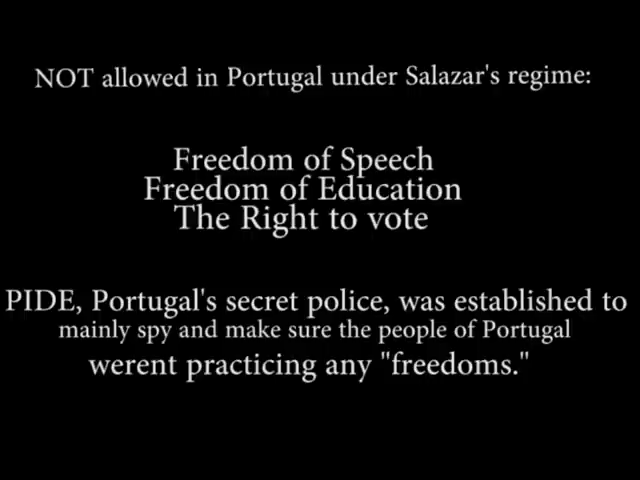 NOT allowed in Portugal under Salazar's regime:
Freedom of Speech
Freedom of Education
The Right to vote
PIDE, Portugal's secret police, was established to
mainly spy and make sure the people of Portugal
werent practicing any "freedoms."